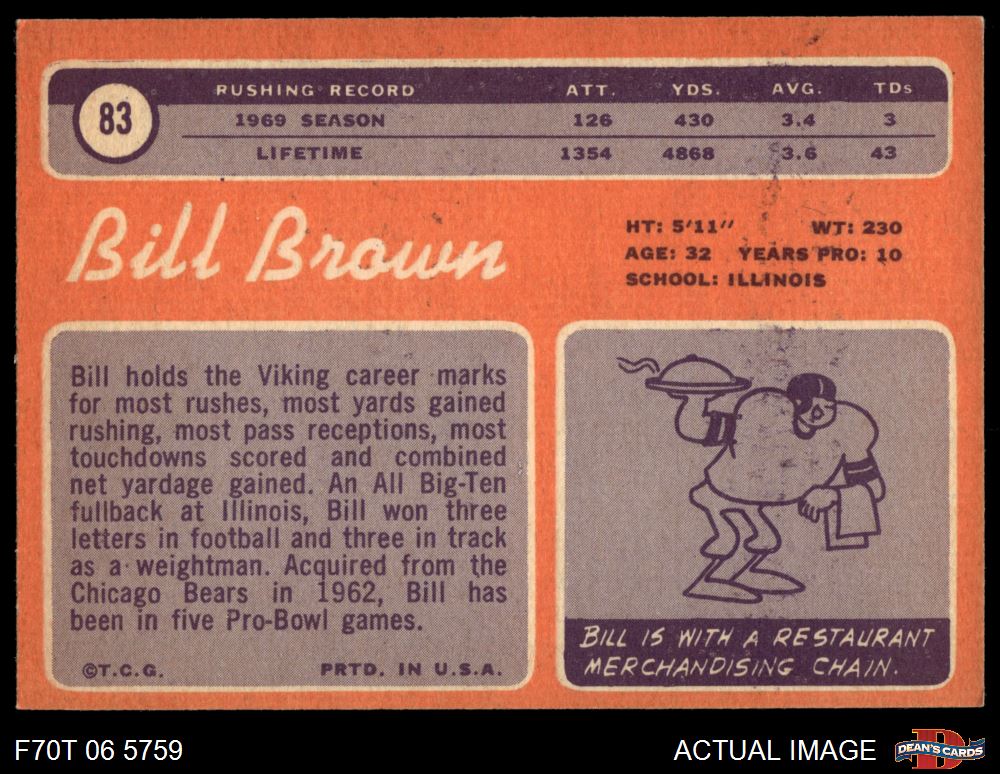 83
RUSHING RECORD ATT. YDS. AVG. TDs
1969 SEASON 126 430 3.4 3
LIFETIME 1354 4868 3.6 43
Bill Brown
HT: 5'11" WT: 230
AGE: 32 YEARS PRO: 10
SCHOOL: ILLINOIS
Bill holds the Viking career marks
for most rushes, most yards gained
rushing, most pass receptions, most
touchdowns scored and combined
net yardage gained. An All Big-Ten
fullback at Illinois, Bill won three
letters in football and three in track
as a weightman. Acquired from the
Chicago Bears in 1962, Bill has
been in five Pro-Bowl games.
©T.C.G. PRTD. IN U.S.A.
BILL IS WITH A RESTAURANT
MERCHANDISING CHAIN.
F70T 06 5759
ACTUAL IMAGE
D
DEAN'S CARDS